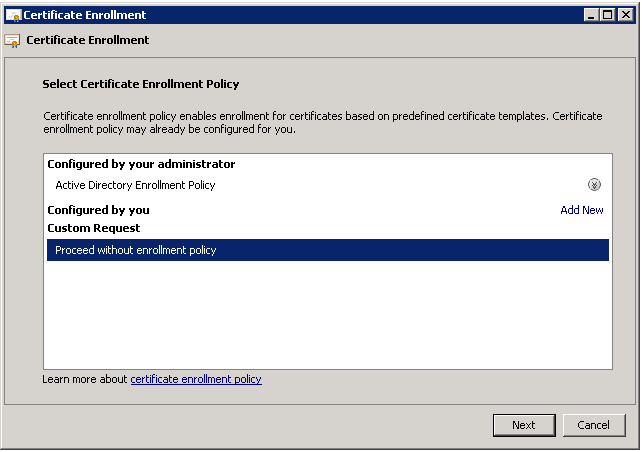 Certificate Enrollment
Certificate Enrollment
Select Certificate Enrollment Policy
Certificate enrollment policy enables enrollment for certificates based on predefined certificate templates. Certificate
enrollment policy may already be configured for you.
Configured by your administrator
Active Directory Enrollment Policy
Configured by you Add New
Custom Request
Proceed without enrollment policy
Learn more about certificate enrollment policy
Next Cancel